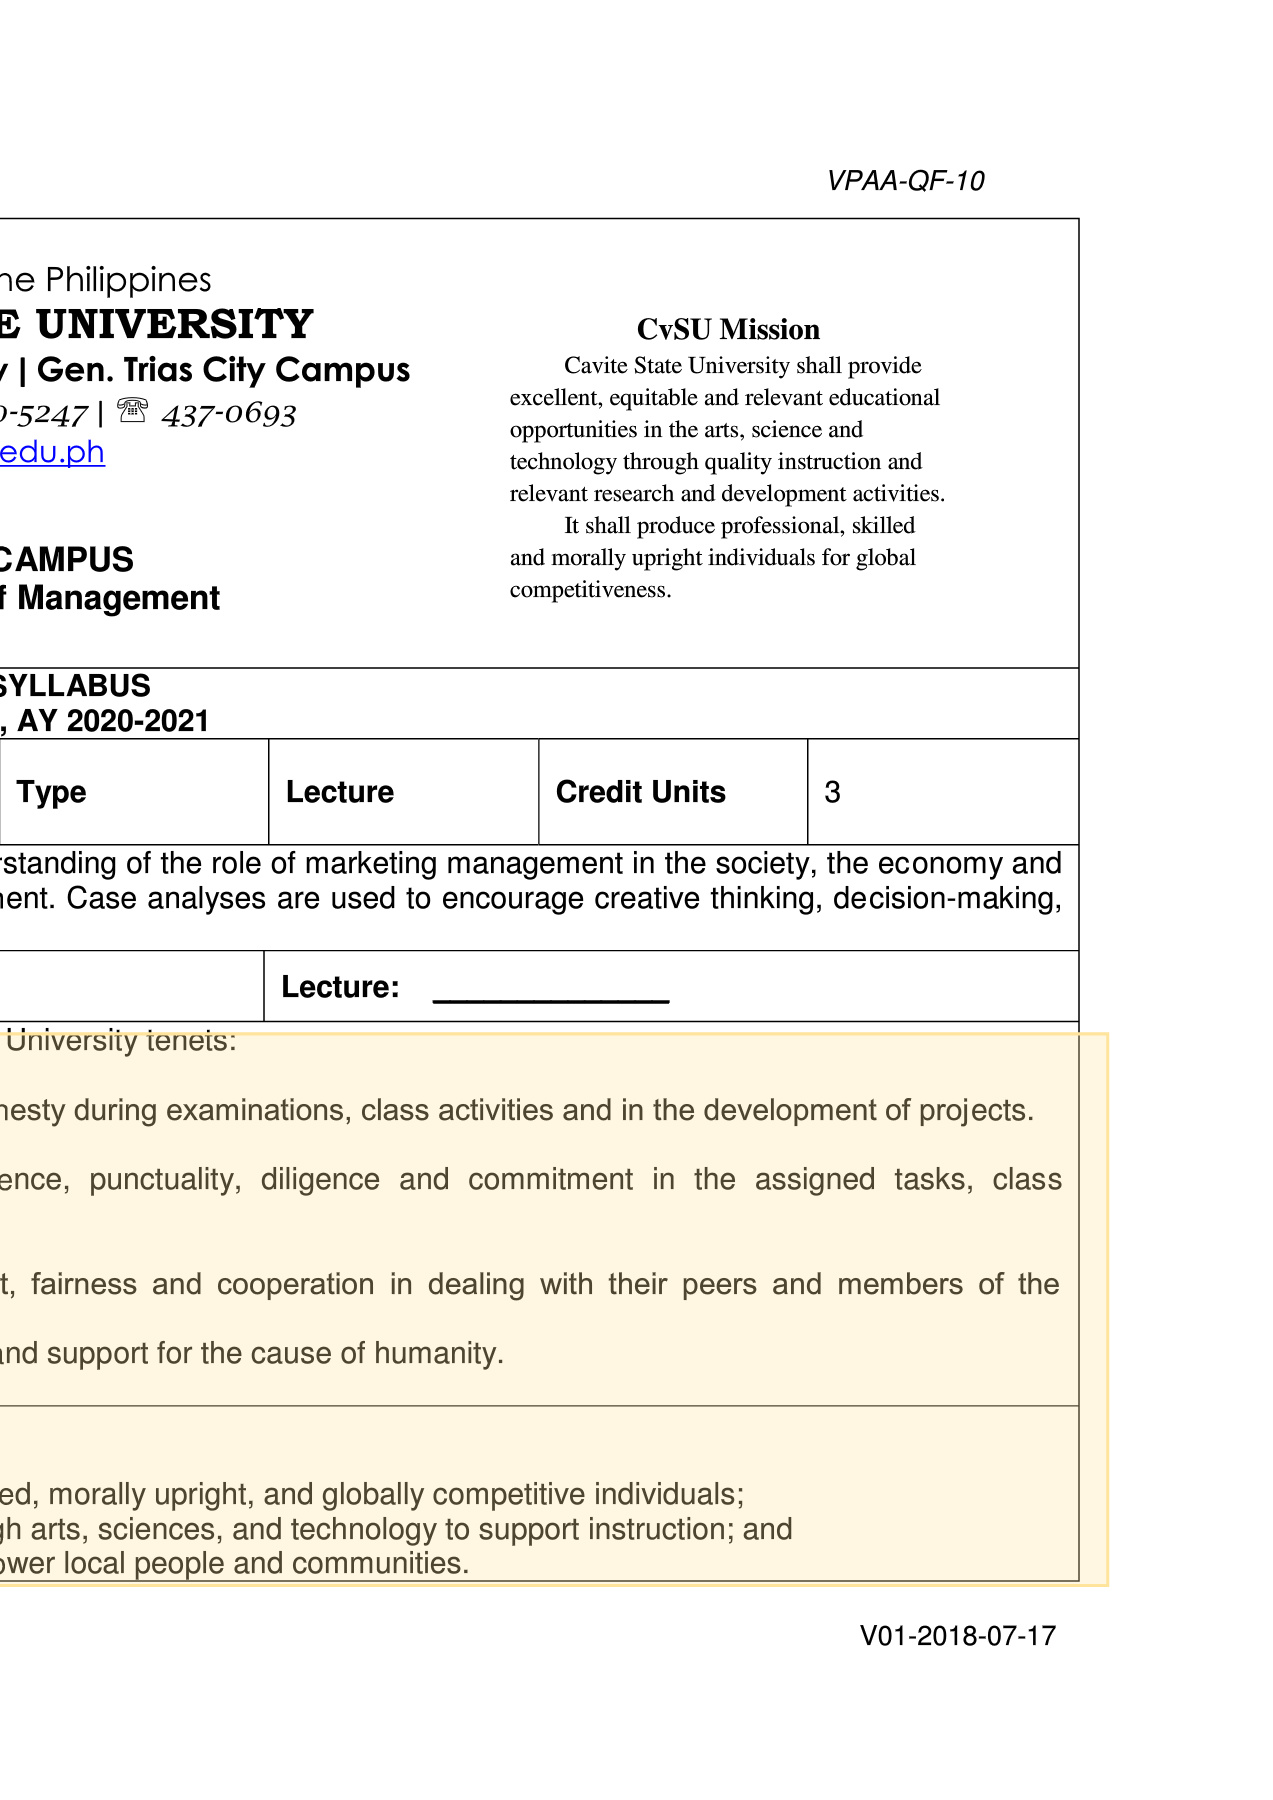 VPAA-QF-10
he Philippines
E UNIVERSITY
y | Gen. Trias City Campus
0-5247 | ☏ 437-0693
edu.ph
CAMPUS
f Management
CvSU Mission
Cavite State University shall provide
excellent, equitable and relevant educational
opportunities in the arts, science and
technology through quality instruction and
relevant research and development activities.
It shall produce professional, skilled
and morally upright individuals for global
competitiveness.
SYLLABUS
, AY 2020-2021
Type Lecture Credit Units 3
rstanding of the role of marketing management in the society, the economy and
nent. Case analyses are used to encourage creative thinking, decision-making,
Lecture: ______________
University tenets:
nesty during examinations, class activities and in the development of projects.
ence, punctuality, diligence and commitment in the assigned tasks, class
t, fairness and cooperation in dealing with their peers and members of the
and support for the cause of humanity.
ed, morally upright, and globally competitive individuals;
gh arts, sciences, and technology to support instruction; and
ower local people and communities.
V01-2018-07-17